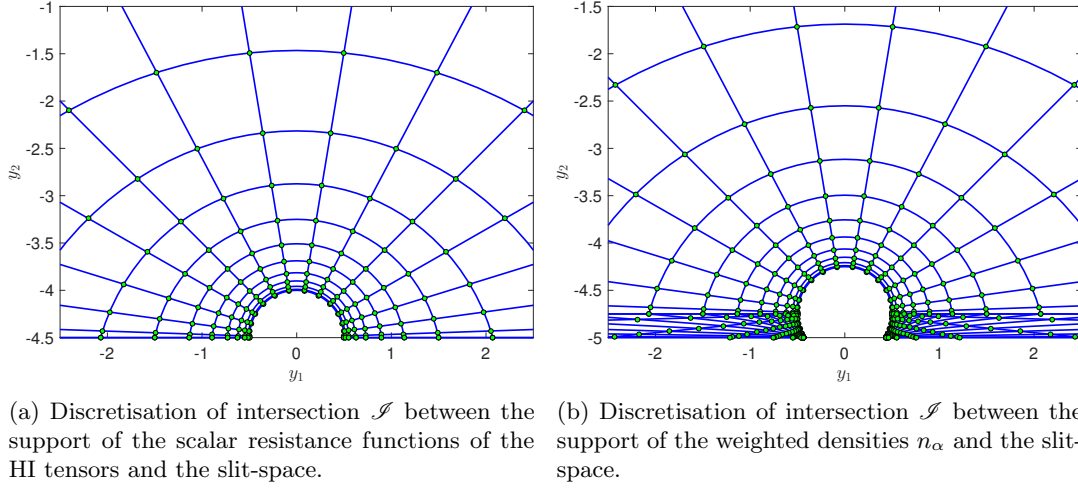 -1
-1.5
-2
-2.5
-3
-3.5
-4
-4.5
y₂
-2
-1
0
1
2
y₁
-1.5
-2
-2.5
-3
-3.5
-4
-4.5
-5
y₂
-2
-1
0
1
2
y₁
(a) Discretisation of intersection ℐ between the
support of the scalar resistance functions of the
HI tensors and the slit-space.
(b) Discretisation of intersection ℐ between the
support of the weighted densities nα and the slit-
space.